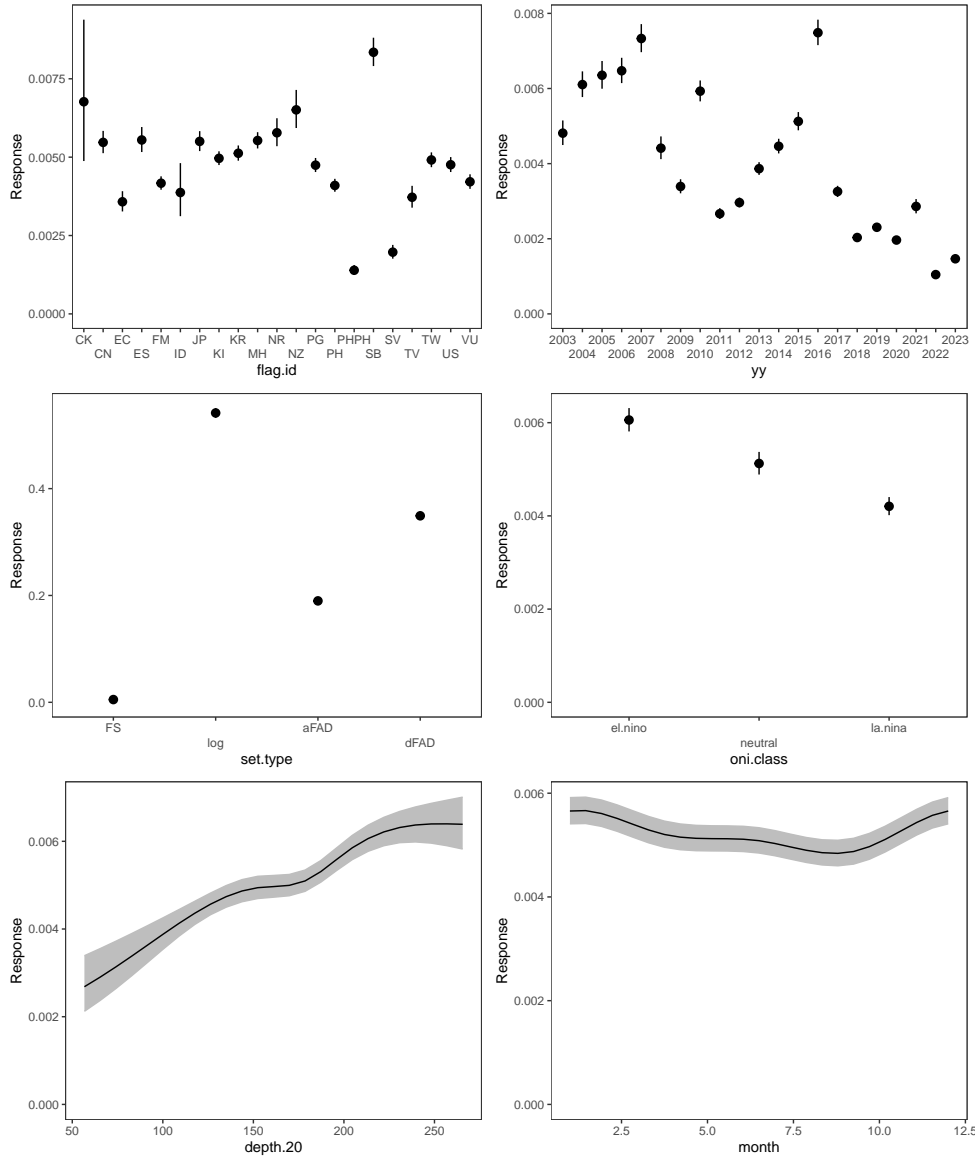 0.0075
0.0050
0.0025
0.0000
Response
CK EC FM JP KR NR PG PHPH SV TW VU
CN ES ID KI MH NZ PH SB TV US
flag.id
0.008
0.006
0.004
0.002
0.000
Response
2003 2005 2007 2009 2011 2013 2015 2017 2019 2021 2023
2004 2006 2008 2010 2012 2014 2016 2018 2020 2022
yy
0.4
0.2
0.0
Response
FS aFAD
log dFAD
set.type
0.006
0.004
0.002
0.000
Response
el.nino la.nina
neutral
oni.class
0.006
0.004
0.002
0.000
Response
50 100 150 200 250
depth.20
0.006
0.004
0.002
0.000
Response
2.5 5.0 7.5 10.0 12.5
month